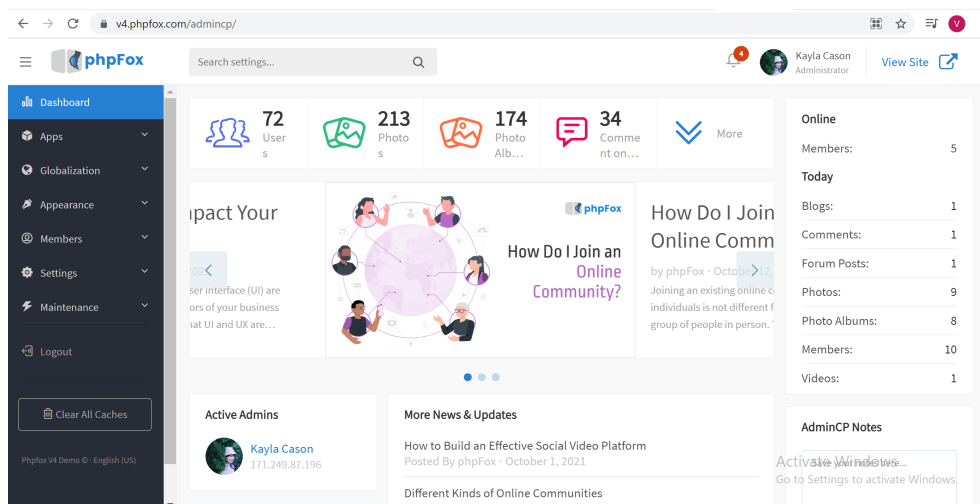 v4.phpfox.com/admincp/
V
phpFox
Search settings...
4
Kayla Cason
Administrator
View Site
Dashboard
Apps
Globalization
Appearance
Members
Settings
Maintenance
Logout
Clear All Caches
Phpfox V4 Demo © · English (US)
72
User
s
213
Photo
s
174
Photo
Alb...
34
Comme
nt on...
More
pact Your
ser interface (UI) are
ors of your business
hat UI and UX are...
phpFox
How Do I Join an
Online
Community?
How Do I Join
Online Comm
by phpFox · October 12,
Joining an existing online c
individuals is not different f
group of people in person.
Active Admins
Kayla Cason
171.249.87.196
More News & Updates
How to Build an Effective Social Video Platform
Posted By phpFox · October 1, 2021
Different Kinds of Online Communities
Online
Members: 5
Today
Blogs: 1
Comments: 1
Forum Posts: 1
Photos: 9
Photo Albums: 8
Members: 10
Videos: 1
AdminCP Notes
Save your notes here...
Activate Windows
Go to Settings to activate Windows.